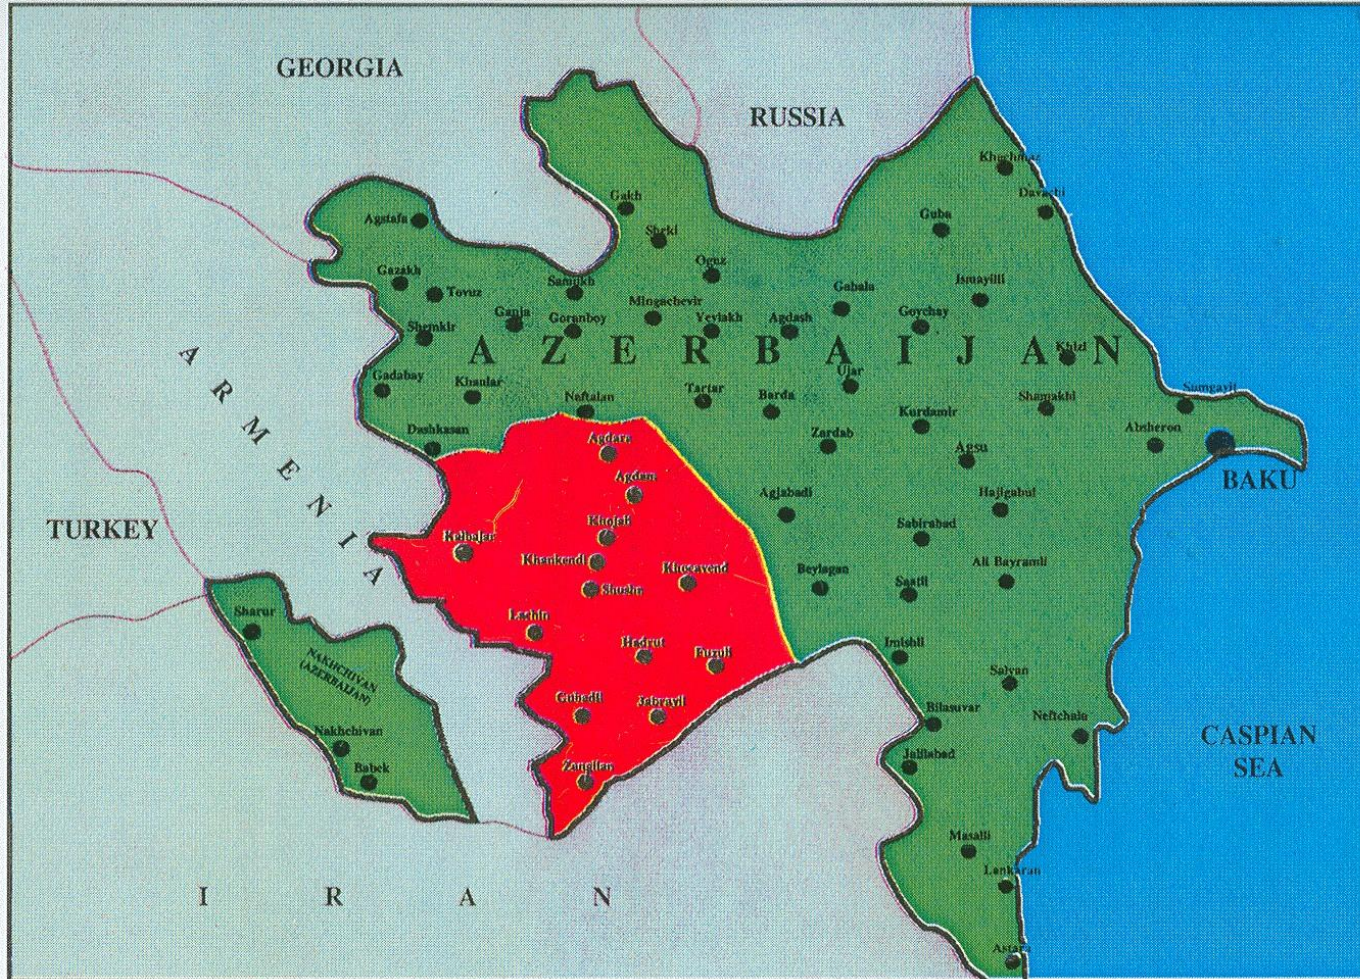 GEORGIA
RUSSIA
Khachmaz
Davachi
Gakh
Agstafa
Guba
Sheki
Oguz
Gazakh
Tovuz
Samukh
Ismayilli
Gabala
Mingachevir
Ganja
Goranboy
Yevlakh
Agdash
Goychay
Shemkir
AZERBAIJAN
Khizi
Ujar
Gadabay
Khanlar
Naftalan
Tartar
Barda
Shamakhi
Sumgayit
Kurdamir
Absheron
Dashkasan
Zardab
Agsu
Agdara
BAKU
ARMENIA
Agdam
Agjabadi
Hajigabul
TURKEY
Khojali
Sabirabad
Kelbajar
Khankendi
Khocavend
Beylagan
Saatli
Ali Bayramli
Shusha
Sharur
Lachin
Hadrut
Fuzuli
Imishli
NAKHCHIVAN
(AZERBAIJAN)
Salyan
Gubadli
Jabrayil
Bilasuvar
Neftchala
Nakhchivan
CASPIAN
SEA
Jalilabad
Babek
Zangilan
Masalli
Lankaran
IRAN
Astara